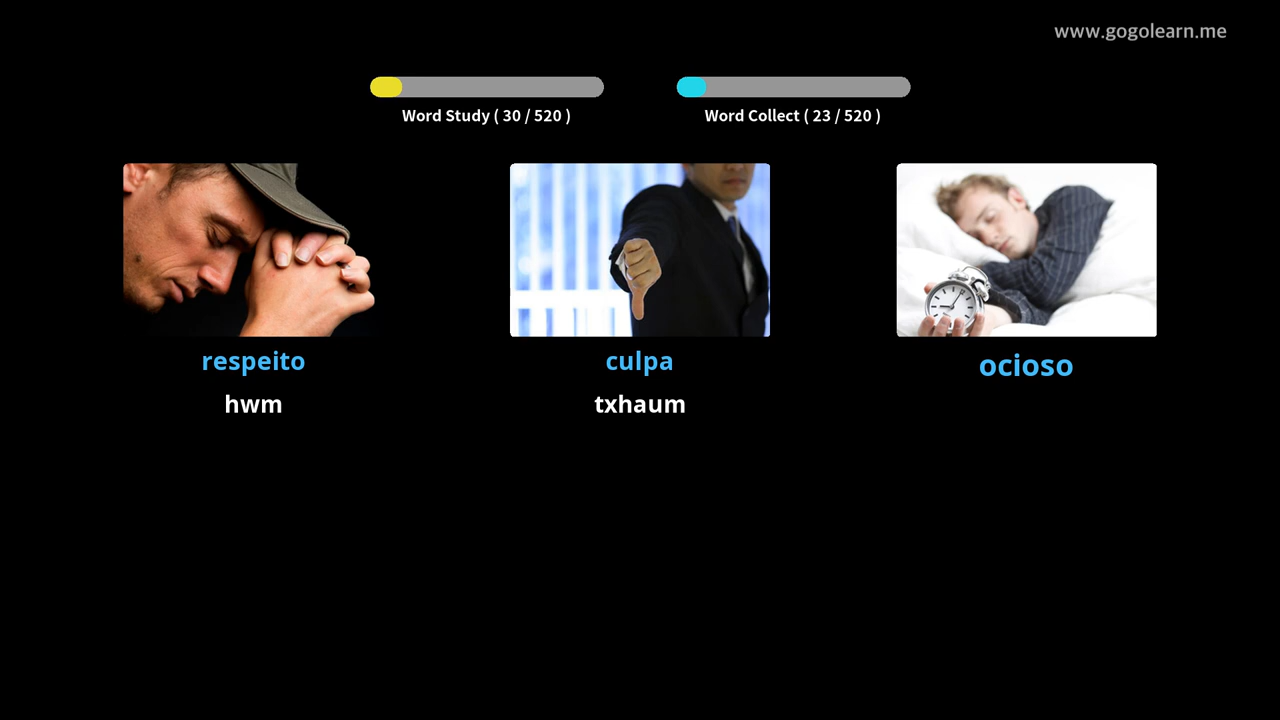 www.gogolearn.me
Word Study ( 30 / 520 )
Word Collect ( 23 / 520 )
respeito
culpa
ocioso
hwm
txhaum